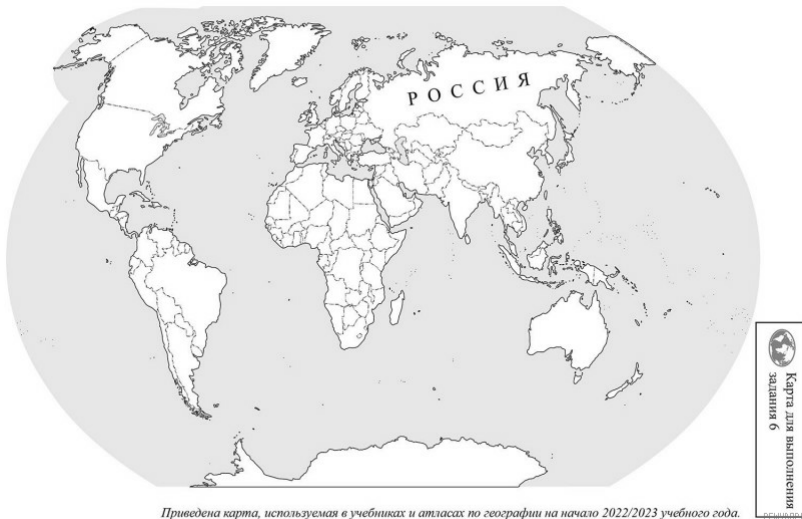 РОССИЯ
Карта для выполнения
задания 6
Приведена карта, используемая в учебниках и атласах по географии на начало 2022/2023 учебного года.